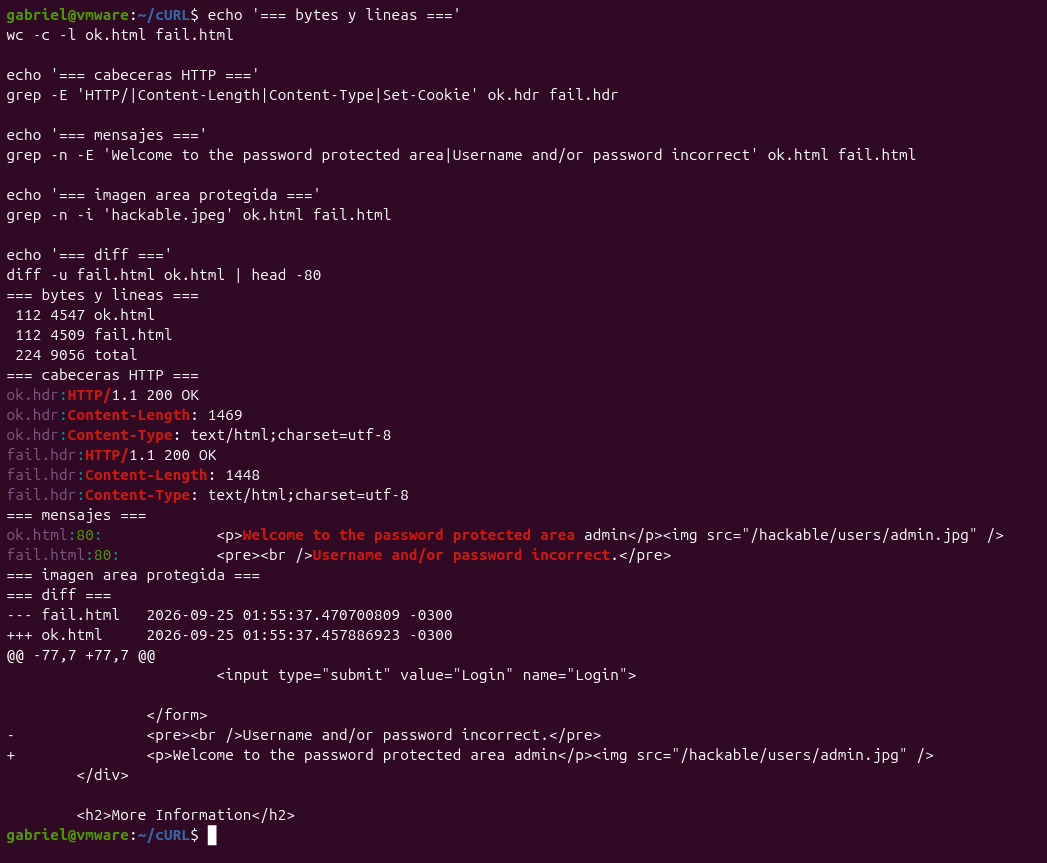 gabriel@vmware:~/cURL$ echo '=== bytes y lineas ==='
wc -c -l ok.html fail.html
echo '=== cabeceras HTTP ==='
grep -E 'HTTP/|Content-Length|Content-Type|Set-Cookie' ok.hdr fail.hdr
echo '=== mensajes ==='
grep -n -E 'Welcome to the password protected area|Username and/or password incorrect' ok.html fail.html
echo '=== imagen area protegida ==='
grep -n -i 'hackable.jpeg' ok.html fail.html
echo '=== diff ==='
diff -u fail.html ok.html | head -80
=== bytes y lineas ===
 112 4547 ok.html
 112 4509 fail.html
 224 9056 total
=== cabeceras HTTP ===
ok.hdr:HTTP/1.1 200 OK
ok.hdr:Content-Length: 1469
ok.hdr:Content-Type: text/html;charset=utf-8
fail.hdr:HTTP/1.1 200 OK
fail.hdr:Content-Length: 1448
fail.hdr:Content-Type: text/html;charset=utf-8
=== mensajes ===
ok.html:80:		<p>Welcome to the password protected area admin</p><img src="/hackable/users/admin.jpg" />
fail.html:80:		<pre><br />Username and/or password incorrect.</pre>
=== imagen area protegida ===
=== diff ===
--- fail.html	2026-09-25 01:55:37.470700809 -0300
+++ ok.html	2026-09-25 01:55:37.457886923 -0300
@@ -77,7 +77,7 @@
 			<input type="submit" value="Login" name="Login">
 		</form>
-		<pre><br />Username and/or password incorrect.</pre>
+		<p>Welcome to the password protected area admin</p><img src="/hackable/users/admin.jpg" />
 	</div>
 	<h2>More Information</h2>
gabriel@vmware:~/cURL$